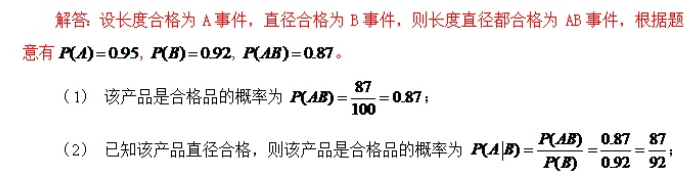 解答：设长度合格为 A 事件，直径合格为 B 事件，则长度直径都合格为 AB 事件，根据题
意有 P(A)=0.95, P(B)=0.92, P(AB)=0.87。
（1） 该产品是合格品的概率为 P(AB)=87/100=0.87；
（2） 已知该产品直径合格，则该产品是合格品的概率为 P(A|B)=P(AB)/P(B)=0.87/0.92=87/92；